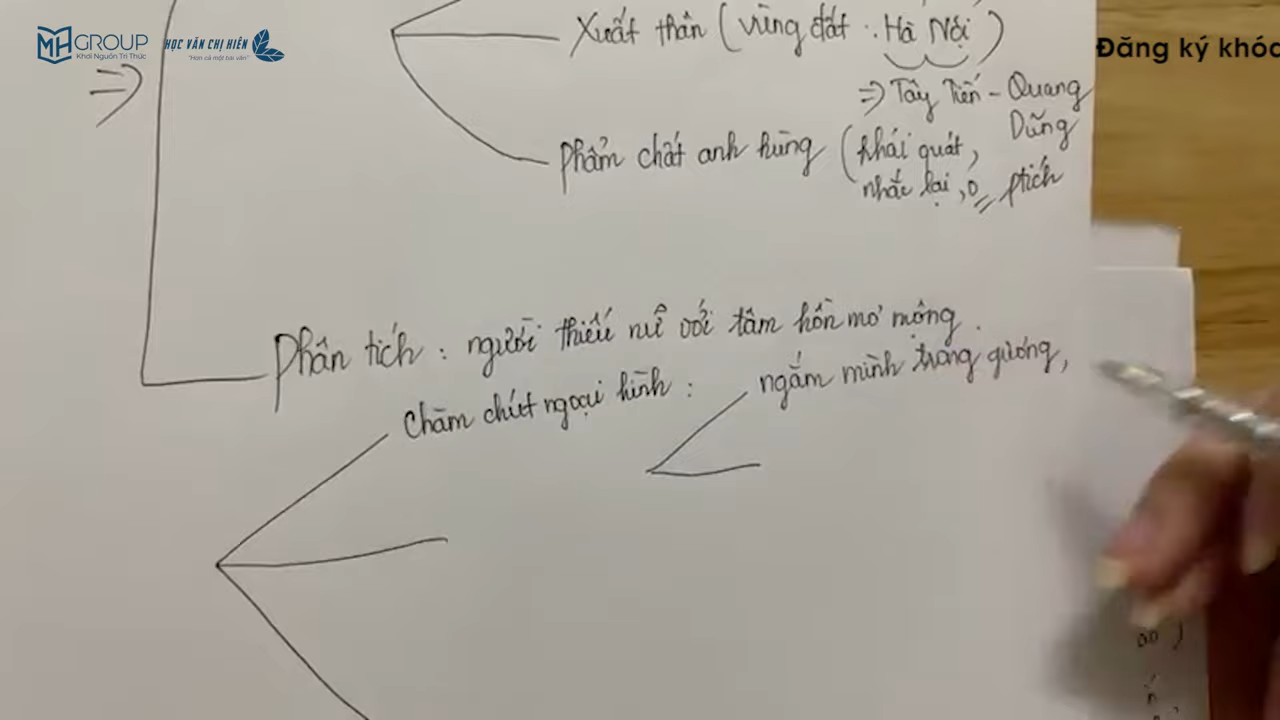 MH GROUP
Khơi Nguồn Tri Thức
HỌC VĂN CHỊ HIÊN
"Hơn cả một bài văn"
Đăng ký khóa
Xuất thân (vùng đất : Hà Nội)
=> Tây Tiến - Quang
Dũng
Phẩm chất anh hùng (khái quát,
nhắc lại, ptích
Phân tích : người thiếu nữ với tâm hồn mơ mộng.
Chăm chút ngoại hình :
ngắm mình trong gương,